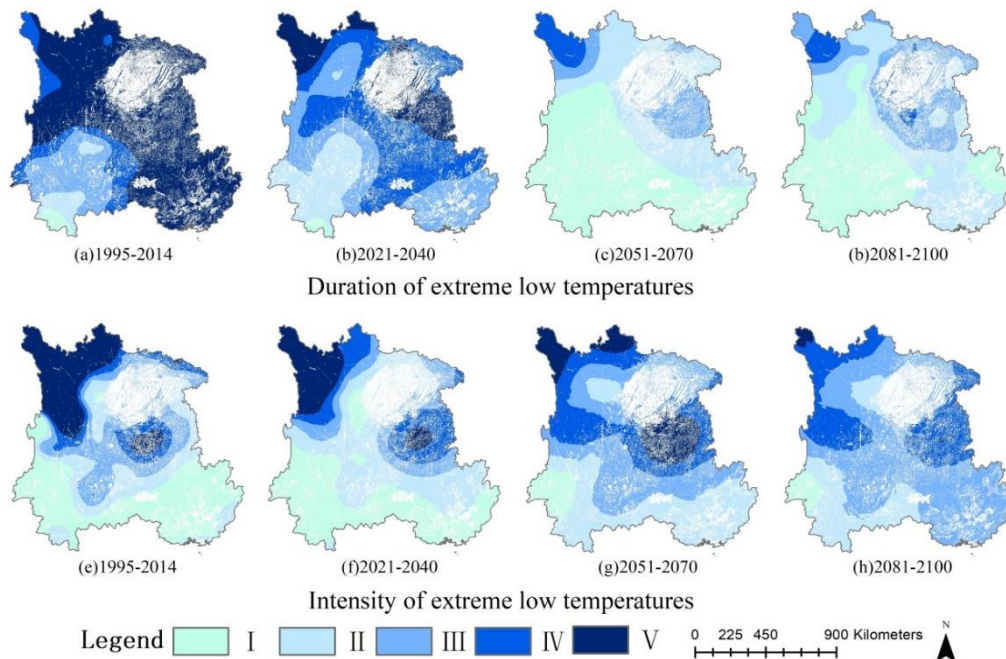 (a)1995-2014 (b)2021-2040 (c)2051-2070 (b)2081-2100
Duration of extreme low temperatures
(e)1995-2014 (f)2021-2040 (g)2051-2070 (h)2081-2100
Intensity of extreme low temperatures
Legend I II III IV V 0 225 450 900 Kilometers N